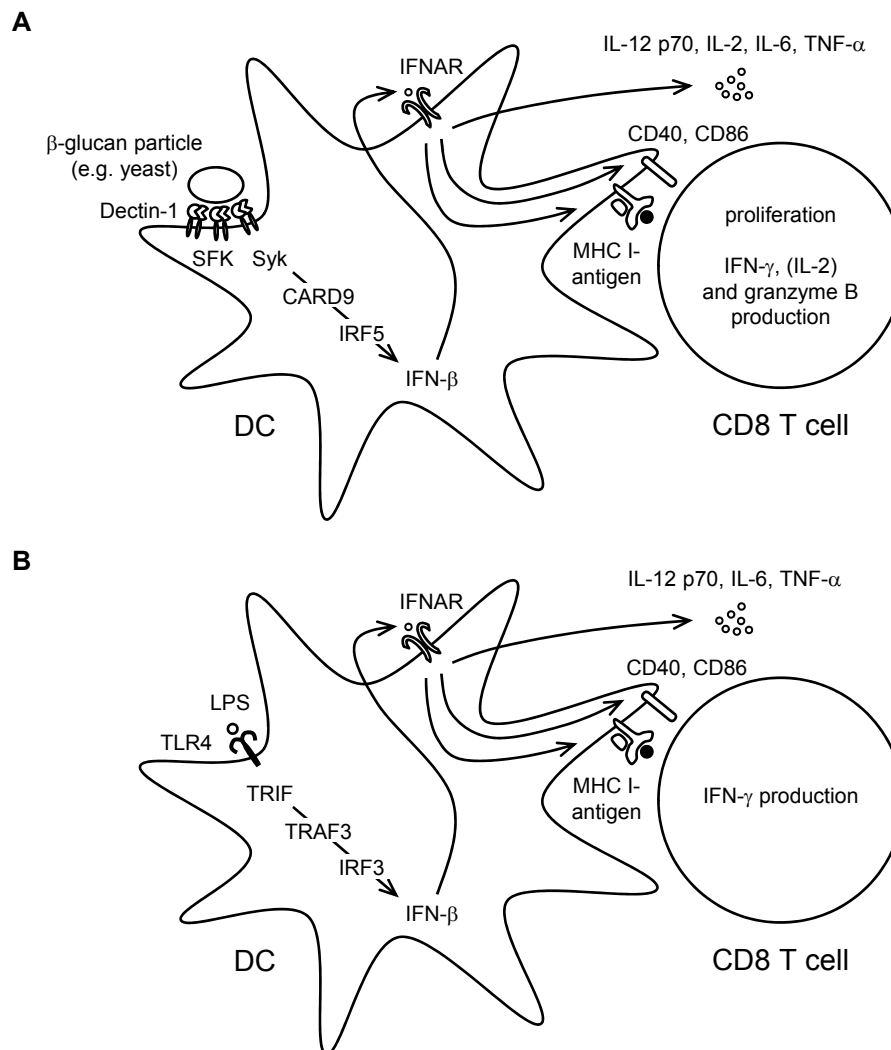 A
IL-12 p70, IL-2, IL-6, TNF-α
IFNAR
CD40, CD86
β-glucan particle
(e.g. yeast)
Dectin-1
SFK Syk
CARD9
IRF5
IFN-β
MHC I-
antigen
proliferation
IFN-γ, (IL-2)
and granzyme B
production
DC
CD8 T cell
B
IL-12 p70, IL-6, TNF-α
IFNAR
CD40, CD86
LPS
TLR4
TRIF
TRAF3
IRF3
IFN-β
MHC I-
antigen
IFN-γ production
DC
CD8 T cell